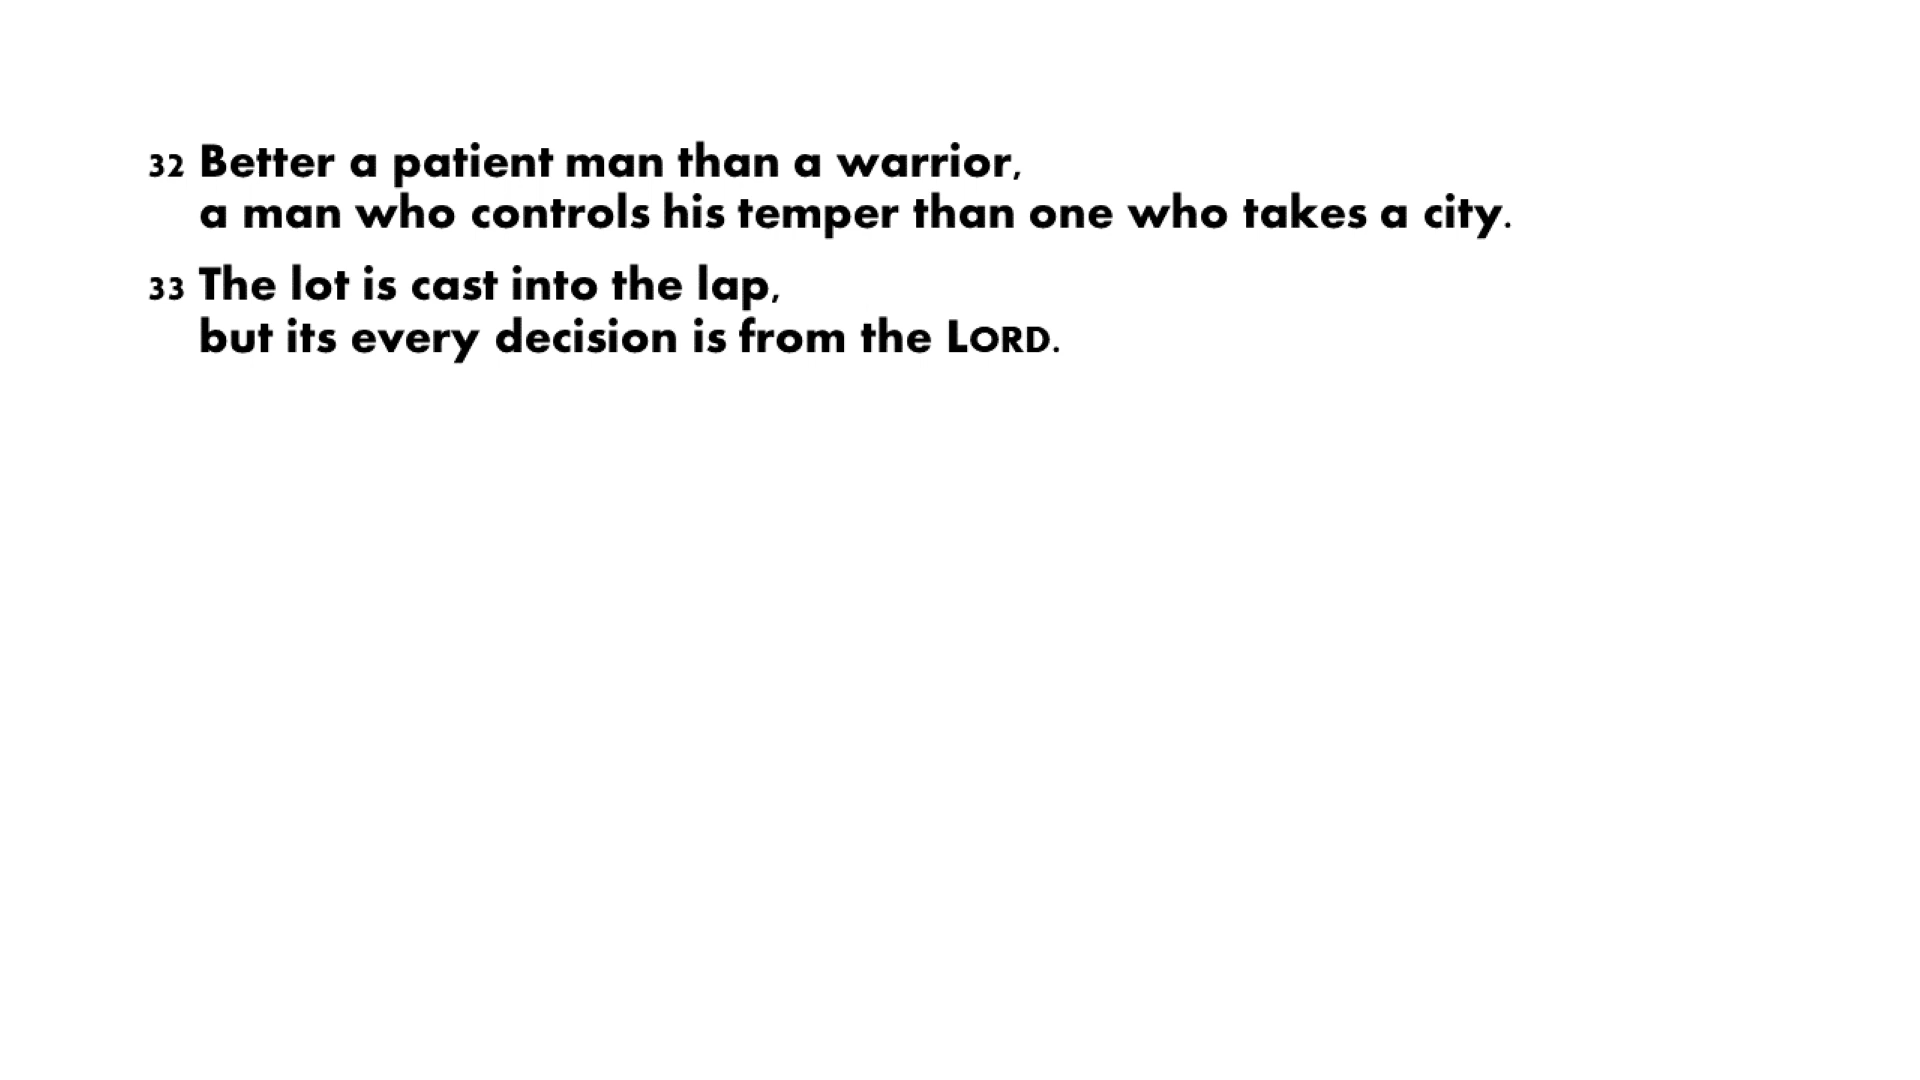 32 Better a patient man than a warrior,
a man who controls his temper than one who takes a city.
33 The lot is cast into the lap,
but its every decision is from the LORD.